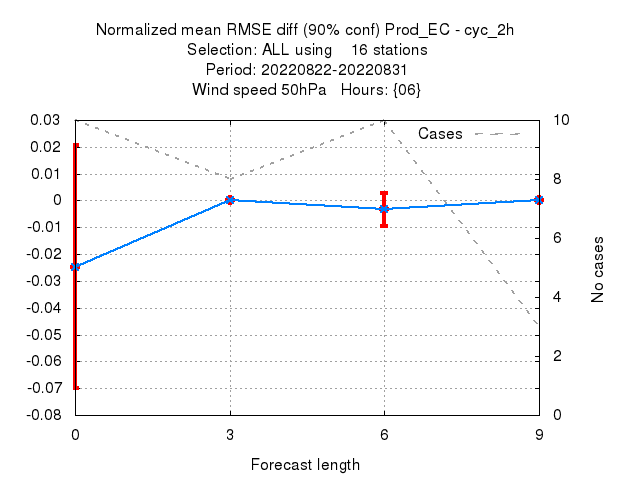 Normalized mean RMSE diff (90% conf) Prod_EC - cyc_2h
Selection: ALL using    16 stations
Period: 20220822-20220831
Wind speed 50hPa   Hours: {06}
Cases
0.03
0.02
0.01
0
-0.01
-0.02
-0.03
-0.04
-0.05
-0.06
-0.07
-0.08
10
8
6
4
2
0
No cases
0 3 6 9
Forecast length